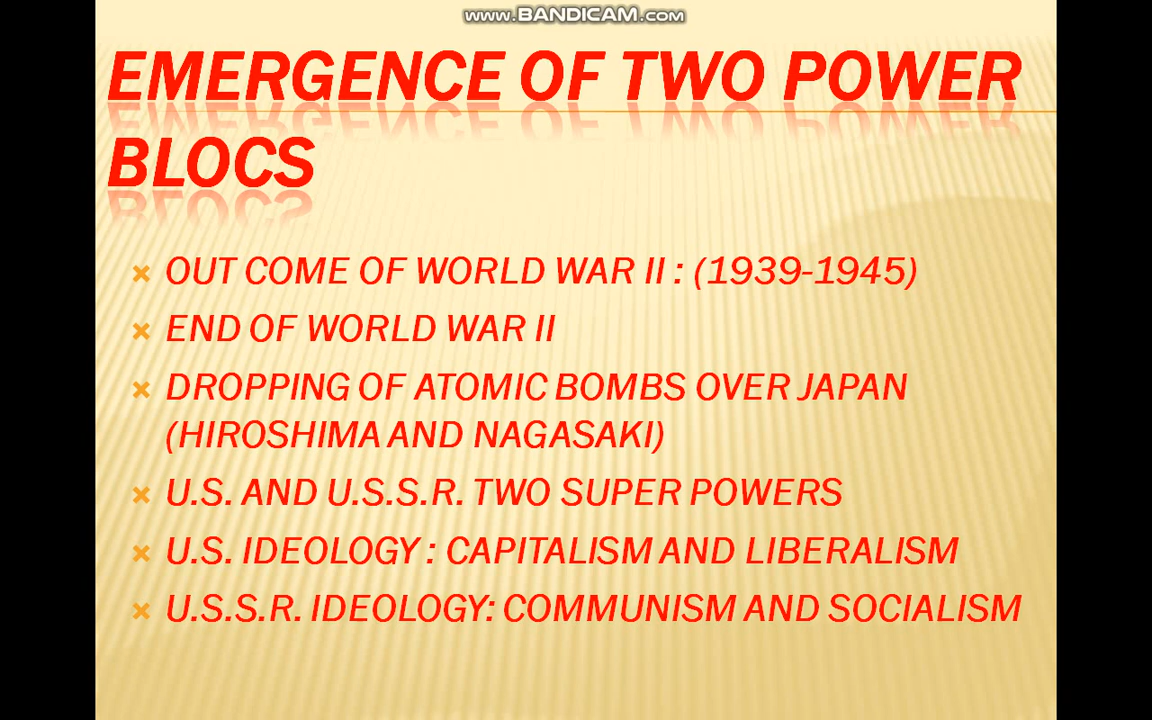 www.BANDICAM.com
EMERGENCE OF TWO POWER
BLOCS
OUT COME OF WORLD WAR II : (1939-1945)
END OF WORLD WAR II
DROPPING OF ATOMIC BOMBS OVER JAPAN
(HIROSHIMA AND NAGASAKI)
U.S. AND U.S.S.R. TWO SUPER POWERS
U.S. IDEOLOGY : CAPITALISM AND LIBERALISM
U.S.S.R. IDEOLOGY: COMMUNISM AND SOCIALISM